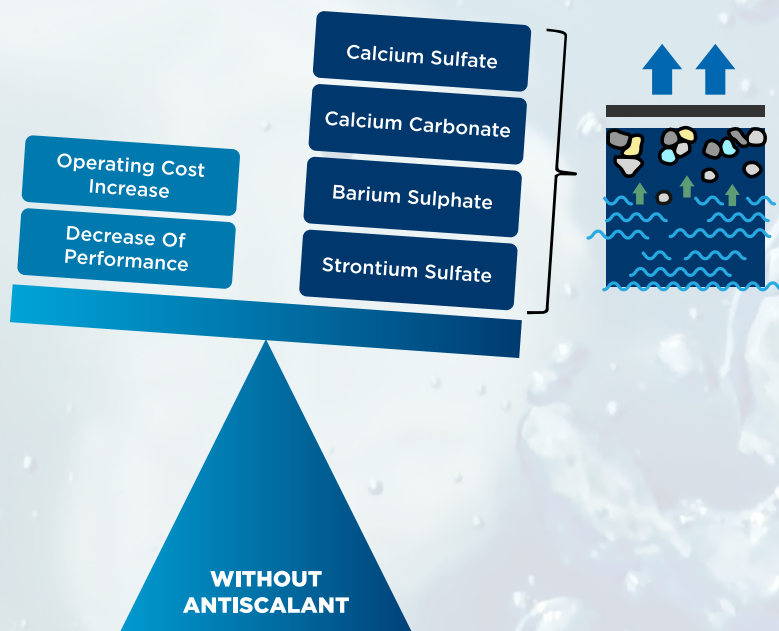 Calcium Sulfate
Calcium Carbonate
Barium Sulphate
Strontium Sulfate
Operating Cost
Increase
Decrease Of
Performance
WITHOUT
ANTISCALANT